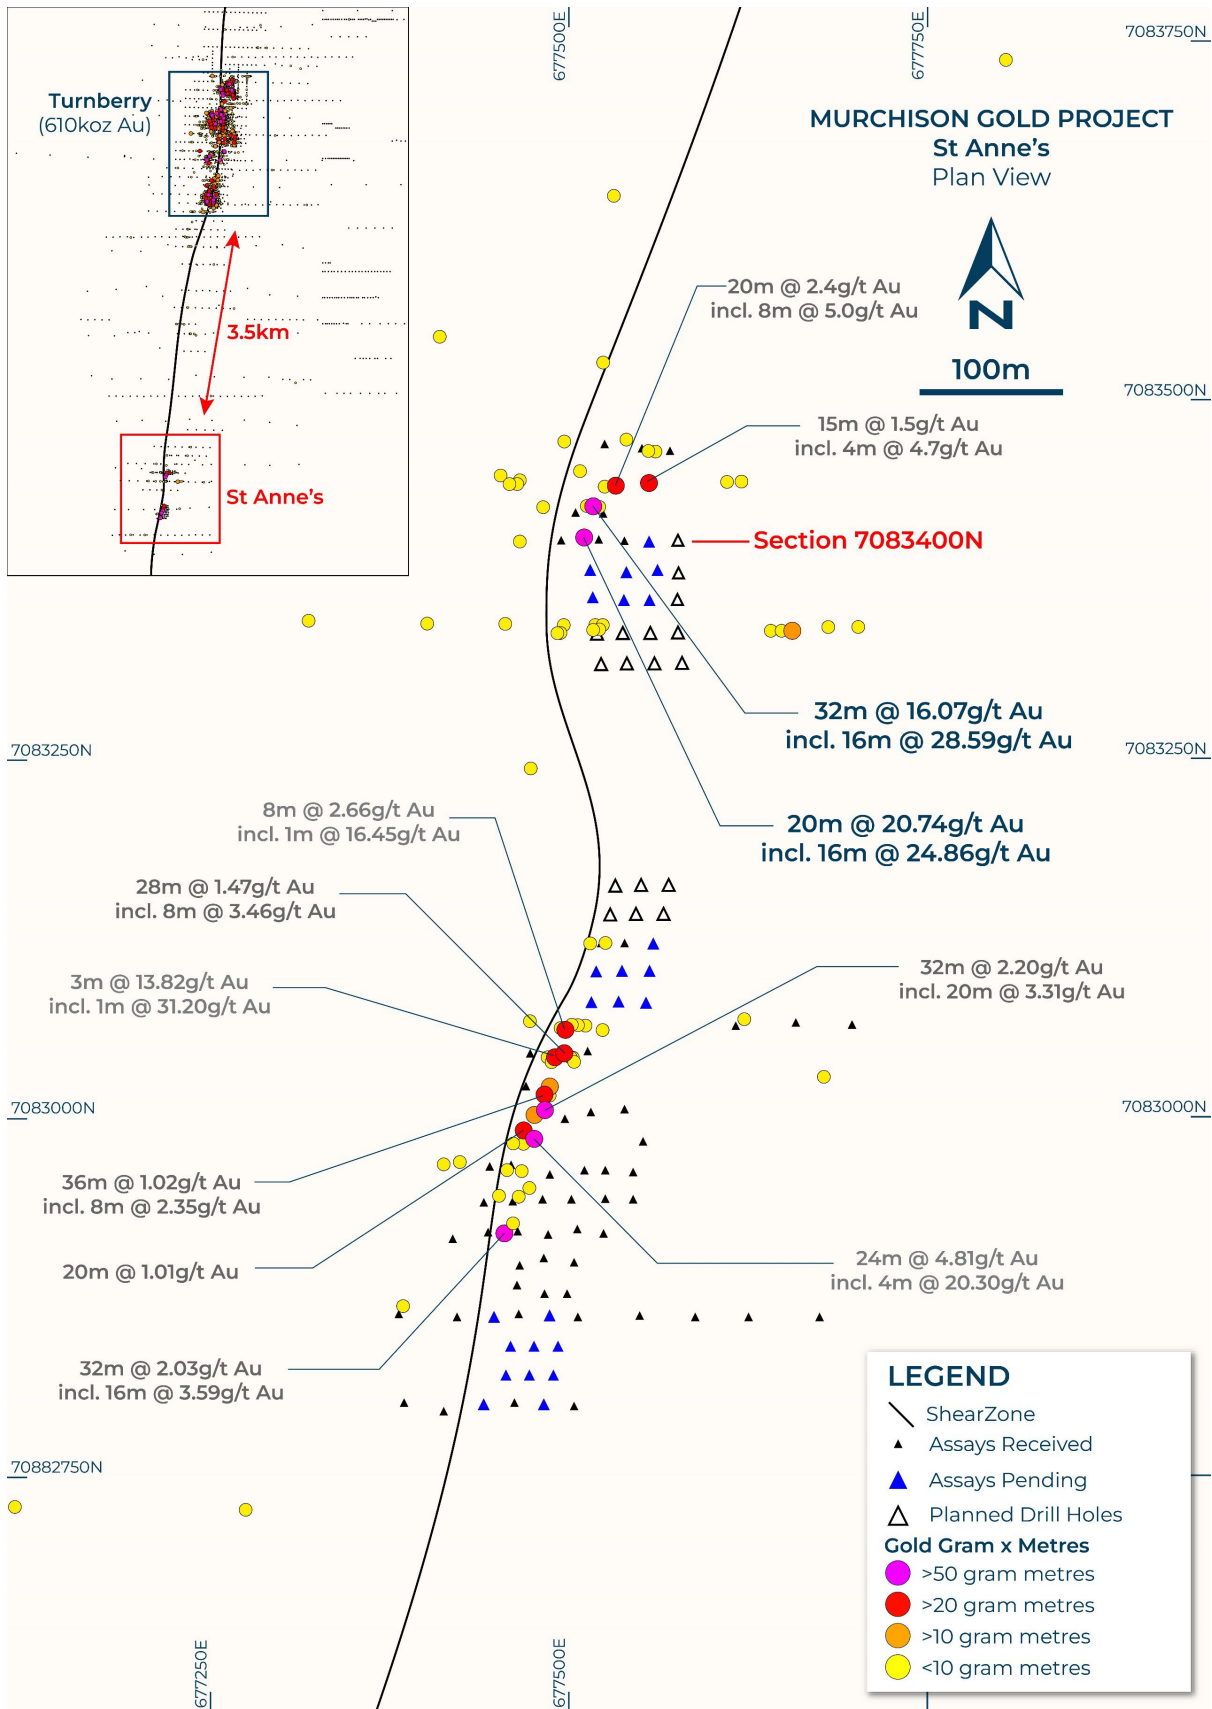 677500E
677750E
7083750N
Turnberry
(610koz Au)
MURCHISON GOLD PROJECT
St Anne's
Plan View
N
100m
3.5km
St Anne's
20m @ 2.4g/t Au
incl. 8m @ 5.0g/t Au
7083500N
15m @ 1.5g/t Au
incl. 4m @ 4.7g/t Au
Section 7083400N
32m @ 16.07g/t Au
incl. 16m @ 28.59g/t Au
7083250N
7083250N
8m @ 2.66g/t Au
incl. 1m @ 16.45g/t Au
20m @ 20.74g/t Au
incl. 16m @ 24.86g/t Au
28m @ 1.47g/t Au
incl. 8m @ 3.46g/t Au
3m @ 13.82g/t Au
incl. 1m @ 31.20g/t Au
32m @ 2.20g/t Au
incl. 20m @ 3.31g/t Au
7083000N
7083000N
36m @ 1.02g/t Au
incl. 8m @ 2.35g/t Au
20m @ 1.01g/t Au
24m @ 4.81g/t Au
incl. 4m @ 20.30g/t Au
32m @ 2.03g/t Au
incl. 16m @ 3.59g/t Au
70882750N
LEGEND
ShearZone
Assays Received
Assays Pending
Planned Drill Holes
Gold Gram x Metres
>50 gram metres
>20 gram metres
>10 gram metres
<10 gram metres
677250E
677500E